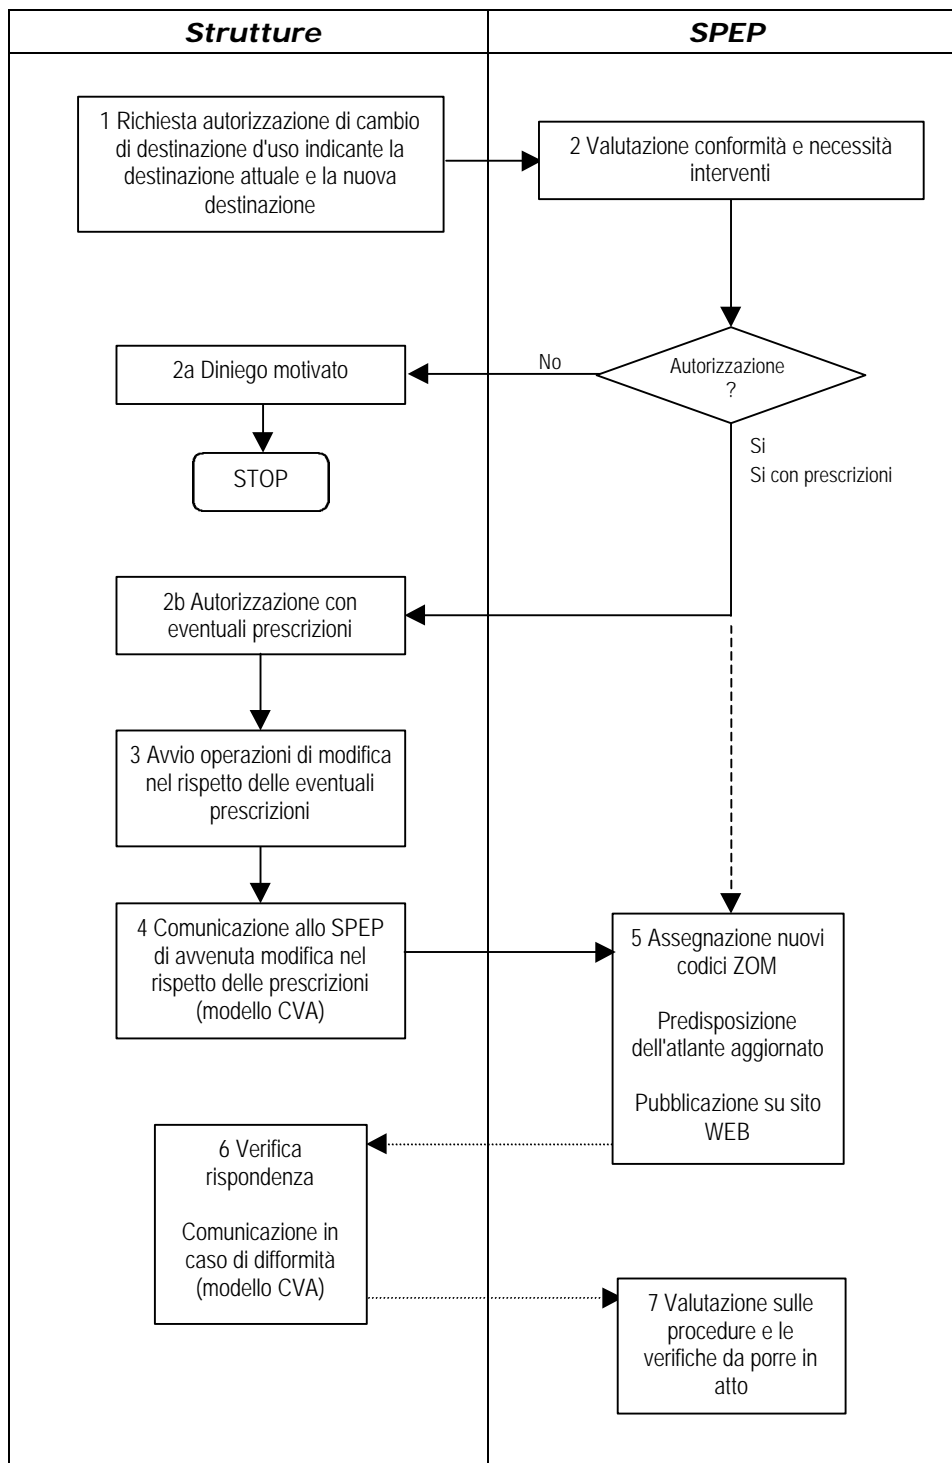 Strutture
SPEP
1 Richiesta autorizzazione di cambio
di destinazione d'uso indicante la
destinazione attuale e la nuova
destinazione
2 Valutazione conformità e necessità
interventi
Autorizzazione
?
No
2a Diniego motivato
STOP
Si
Si con prescrizioni
2b Autorizzazione con
eventuali prescrizioni
3 Avvio operazioni di modifica
nel rispetto delle eventuali
prescrizioni
4 Comunicazione allo SPEP
di avvenuta modifica nel
rispetto delle prescrizioni
(modello CVA)
5 Assegnazione nuovi
codici ZOM
Predisposizione
dell'atlante aggiornato
Pubblicazione su sito
WEB
6 Verifica
rispondenza
Comunicazione in
caso di difformità
(modello CVA)
7 Valutazione sulle
procedure e le
verifiche da porre in
atto